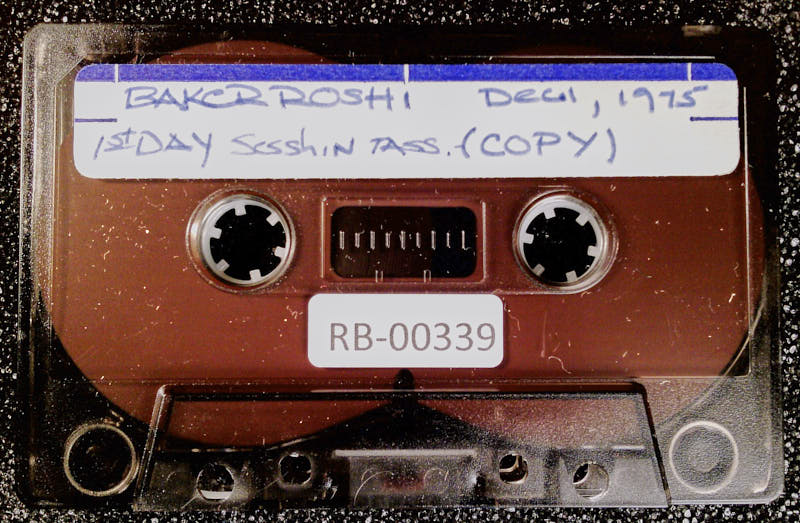 BAKER ROSHI DEC 1, 1975
1st DAY SESSHIN TASS. (COPY)
RB-00339